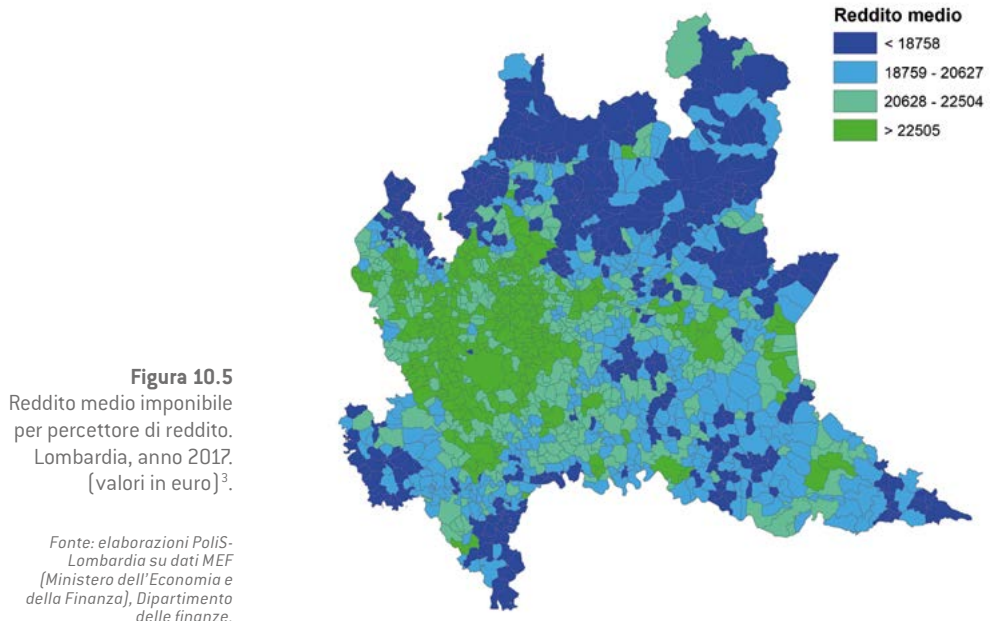 Reddito medio
< 18758
18759 - 20627
20628 - 22504
> 22505
Figura 10.5
Reddito medio imponibile
per percettore di reddito.
Lombardia, anno 2017.
(valori in euro)³.
Fonte: elaborazioni PoliS-
Lombardia su dati MEF
(Ministero dell'Economia e
della Finanza), Dipartimento
delle finanze.